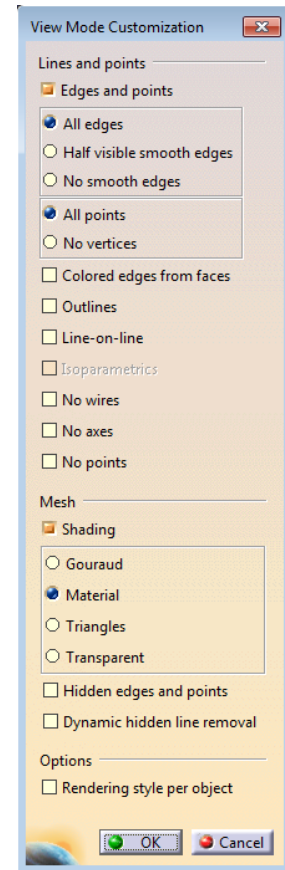 View Mode Customization
Lines and points
Edges and points
All edges
Half visible smooth edges
No smooth edges
All points
No vertices
Colored edges from faces
Outlines
Line-on-line
Isoparametrics
No wires
No axes
No points
Mesh
Shading
Gouraud
Material
Triangles
Transparent
Hidden edges and points
Dynamic hidden line removal
Options
Rendering style per object
OK Cancel